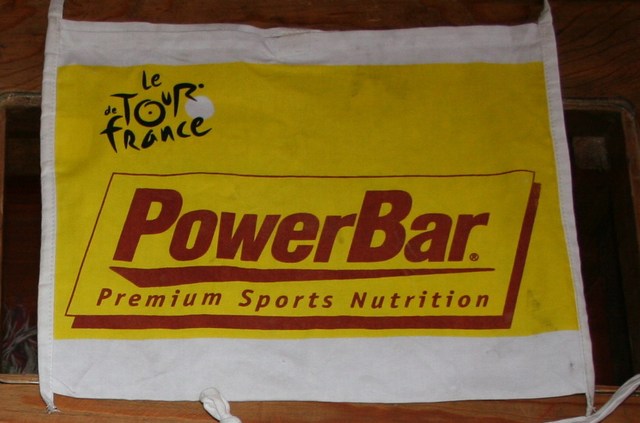 Le
de TOUR
france
PowerBar®
Premium Sports Nutrition